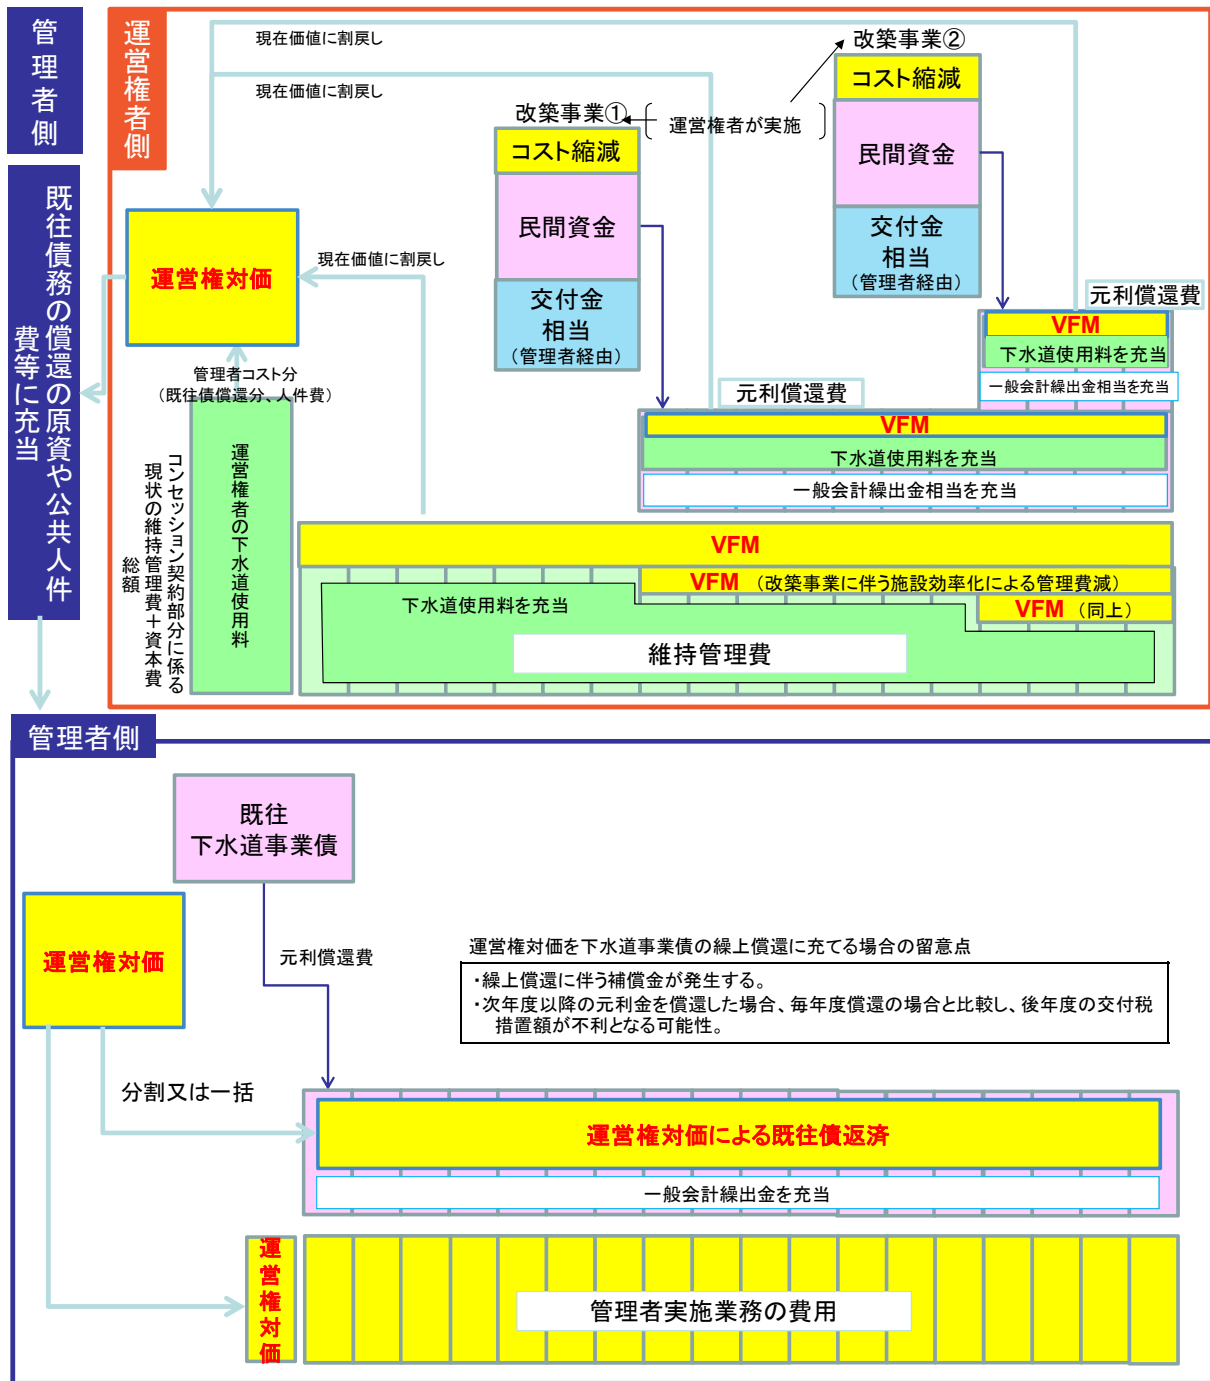 管理者側
運営権者側
既往債務の償還の原資や公共人件
費等に充当
現在価値に割戻し
現在価値に割戻し
改築事業①
運営権者が実施
改築事業②
コスト縮減
民間資金
交付金
相当
（管理者経由）
コスト縮減
民間資金
交付金
相当
（管理者経由）
運営権対価
現在価値に割戻し
管理者コスト分
（既往債償還分、人件費）
運営権者の下水道使用料
コンセッション契約部分に係る
現状の維持管理費＋資本費
総額
元利償還費
VFM
下水道使用料を充当
一般会計繰出金相当を充当
元利償還費
VFM
下水道使用料を充当
一般会計繰出金相当を充当
VFM
VFM （改築事業に伴う施設効率化による管理費減）
VFM （同上）
下水道使用料を充当
維持管理費
管理者側
既往
下水道事業債
運営権対価
元利償還費
分割又は一括
運営権対価を下水道事業債の繰上償還に充てる場合の留意点
・繰上償還に伴う補償金が発生する。
・次年度以降の元利金を償還した場合、毎年度償還の場合と比較し、後年度の交付税
措置額が不利となる可能性。
運営権対価による既往債返済
一般会計繰出金を充当
運営権対価
管理者実施業務の費用